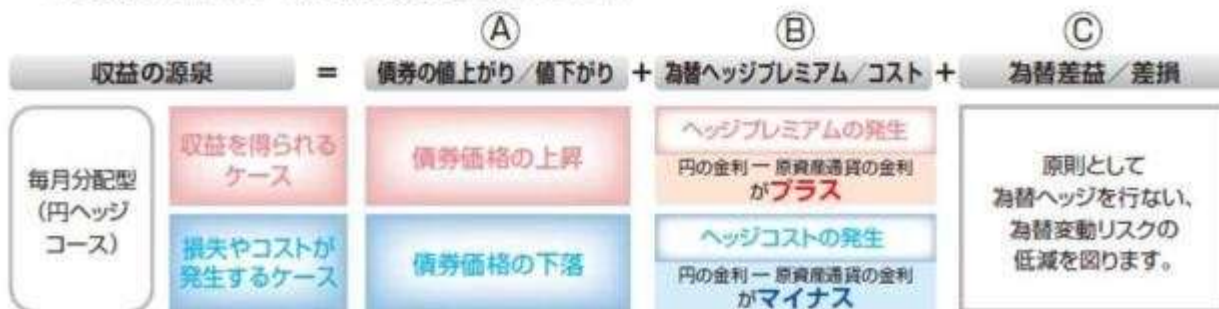 Ⓐ Ⓑ Ⓒ
収益の源泉 = 債券の値上がり/値下がり + 為替ヘッジプレミアム/コスト + 為替差益/差損
毎月分配型
(円ヘッジ
コース)
収益を得られる
ケース
債券価格の上昇
ヘッジプレミアムの発生
円の金利 ー 原資産通貨の金利
がプラス
損失やコストが
発生するケース
債券価格の下落
ヘッジコストの発生
円の金利 ー 原資産通貨の金利
がマイナス
原則として
為替ヘッジを行ない、
為替変動リスクの
低減を図ります。